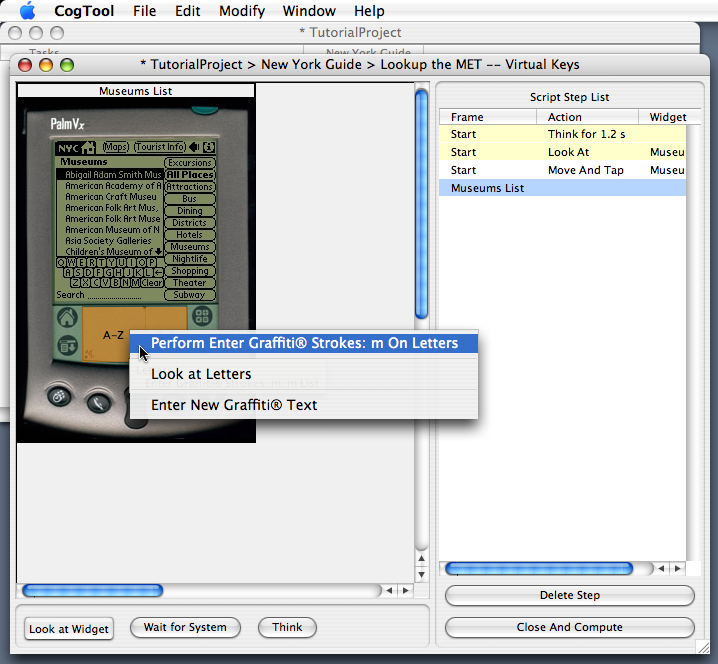 CogTool File Edit Modify Window Help
* TutorialProject
Tasks New York Guide
* TutorialProject > New York Guide > Lookup the MET -- Virtual Keys
Museums List
PalmVx
NYC Maps Tourist Info i
Museums Excursions
Abigail Adam Smith Mus All Places
American Academy of A Attractions
American Craft Museu Bus
American Folk Art Mus, Dining
American Folk Art Muse Districts
American Museum of N Hotels
Asia Society Galleries Museums
Children's Museum of Nightlife
Q W E R T Y U I O P Shopping
A S D F G H J K L Theater
Z X C V B N M Clear
Search Subway
A-Z
Perform Enter Graffiti® Strokes: m On Letters
Look at Letters
Enter New Graffiti® Text
Script Step List
Frame Action Widget
Start Think for 1.2 s
Start Look At Museu
Start Move And Tap Museu
Museums List
Delete Step
Close And Compute
Look at Widget Wait for System Think